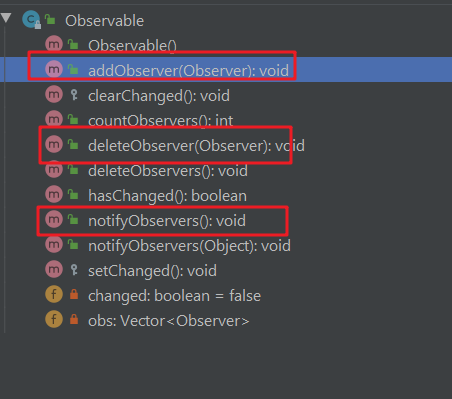 Observable
Observable()
addObserver(Observer): void
clearChanged(): void
countObservers(): int
deleteObserver(Observer): void
deleteObservers(): void
hasChanged(): boolean
notifyObservers(): void
notifyObservers(Object): void
setChanged(): void
changed: boolean = false
obs: Vector<Observer>